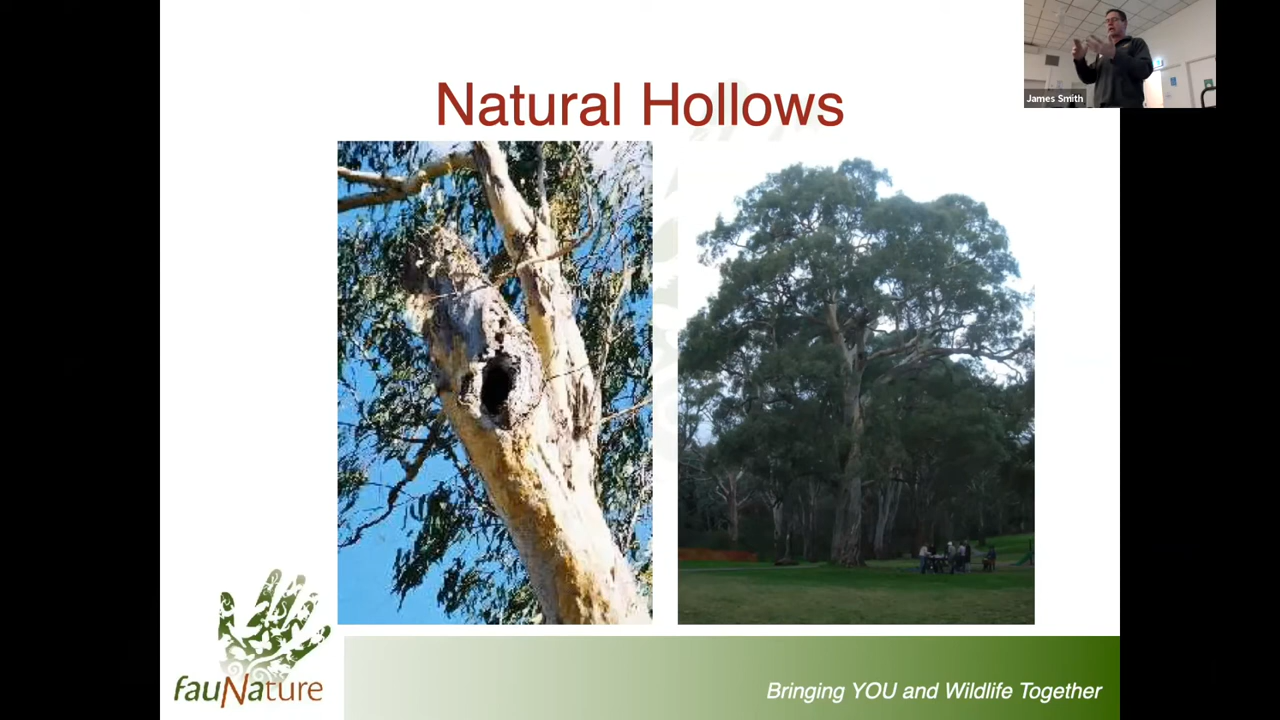 Natural Hollows
James Smith
fauNature
Bringing YOU and Wildlife Together